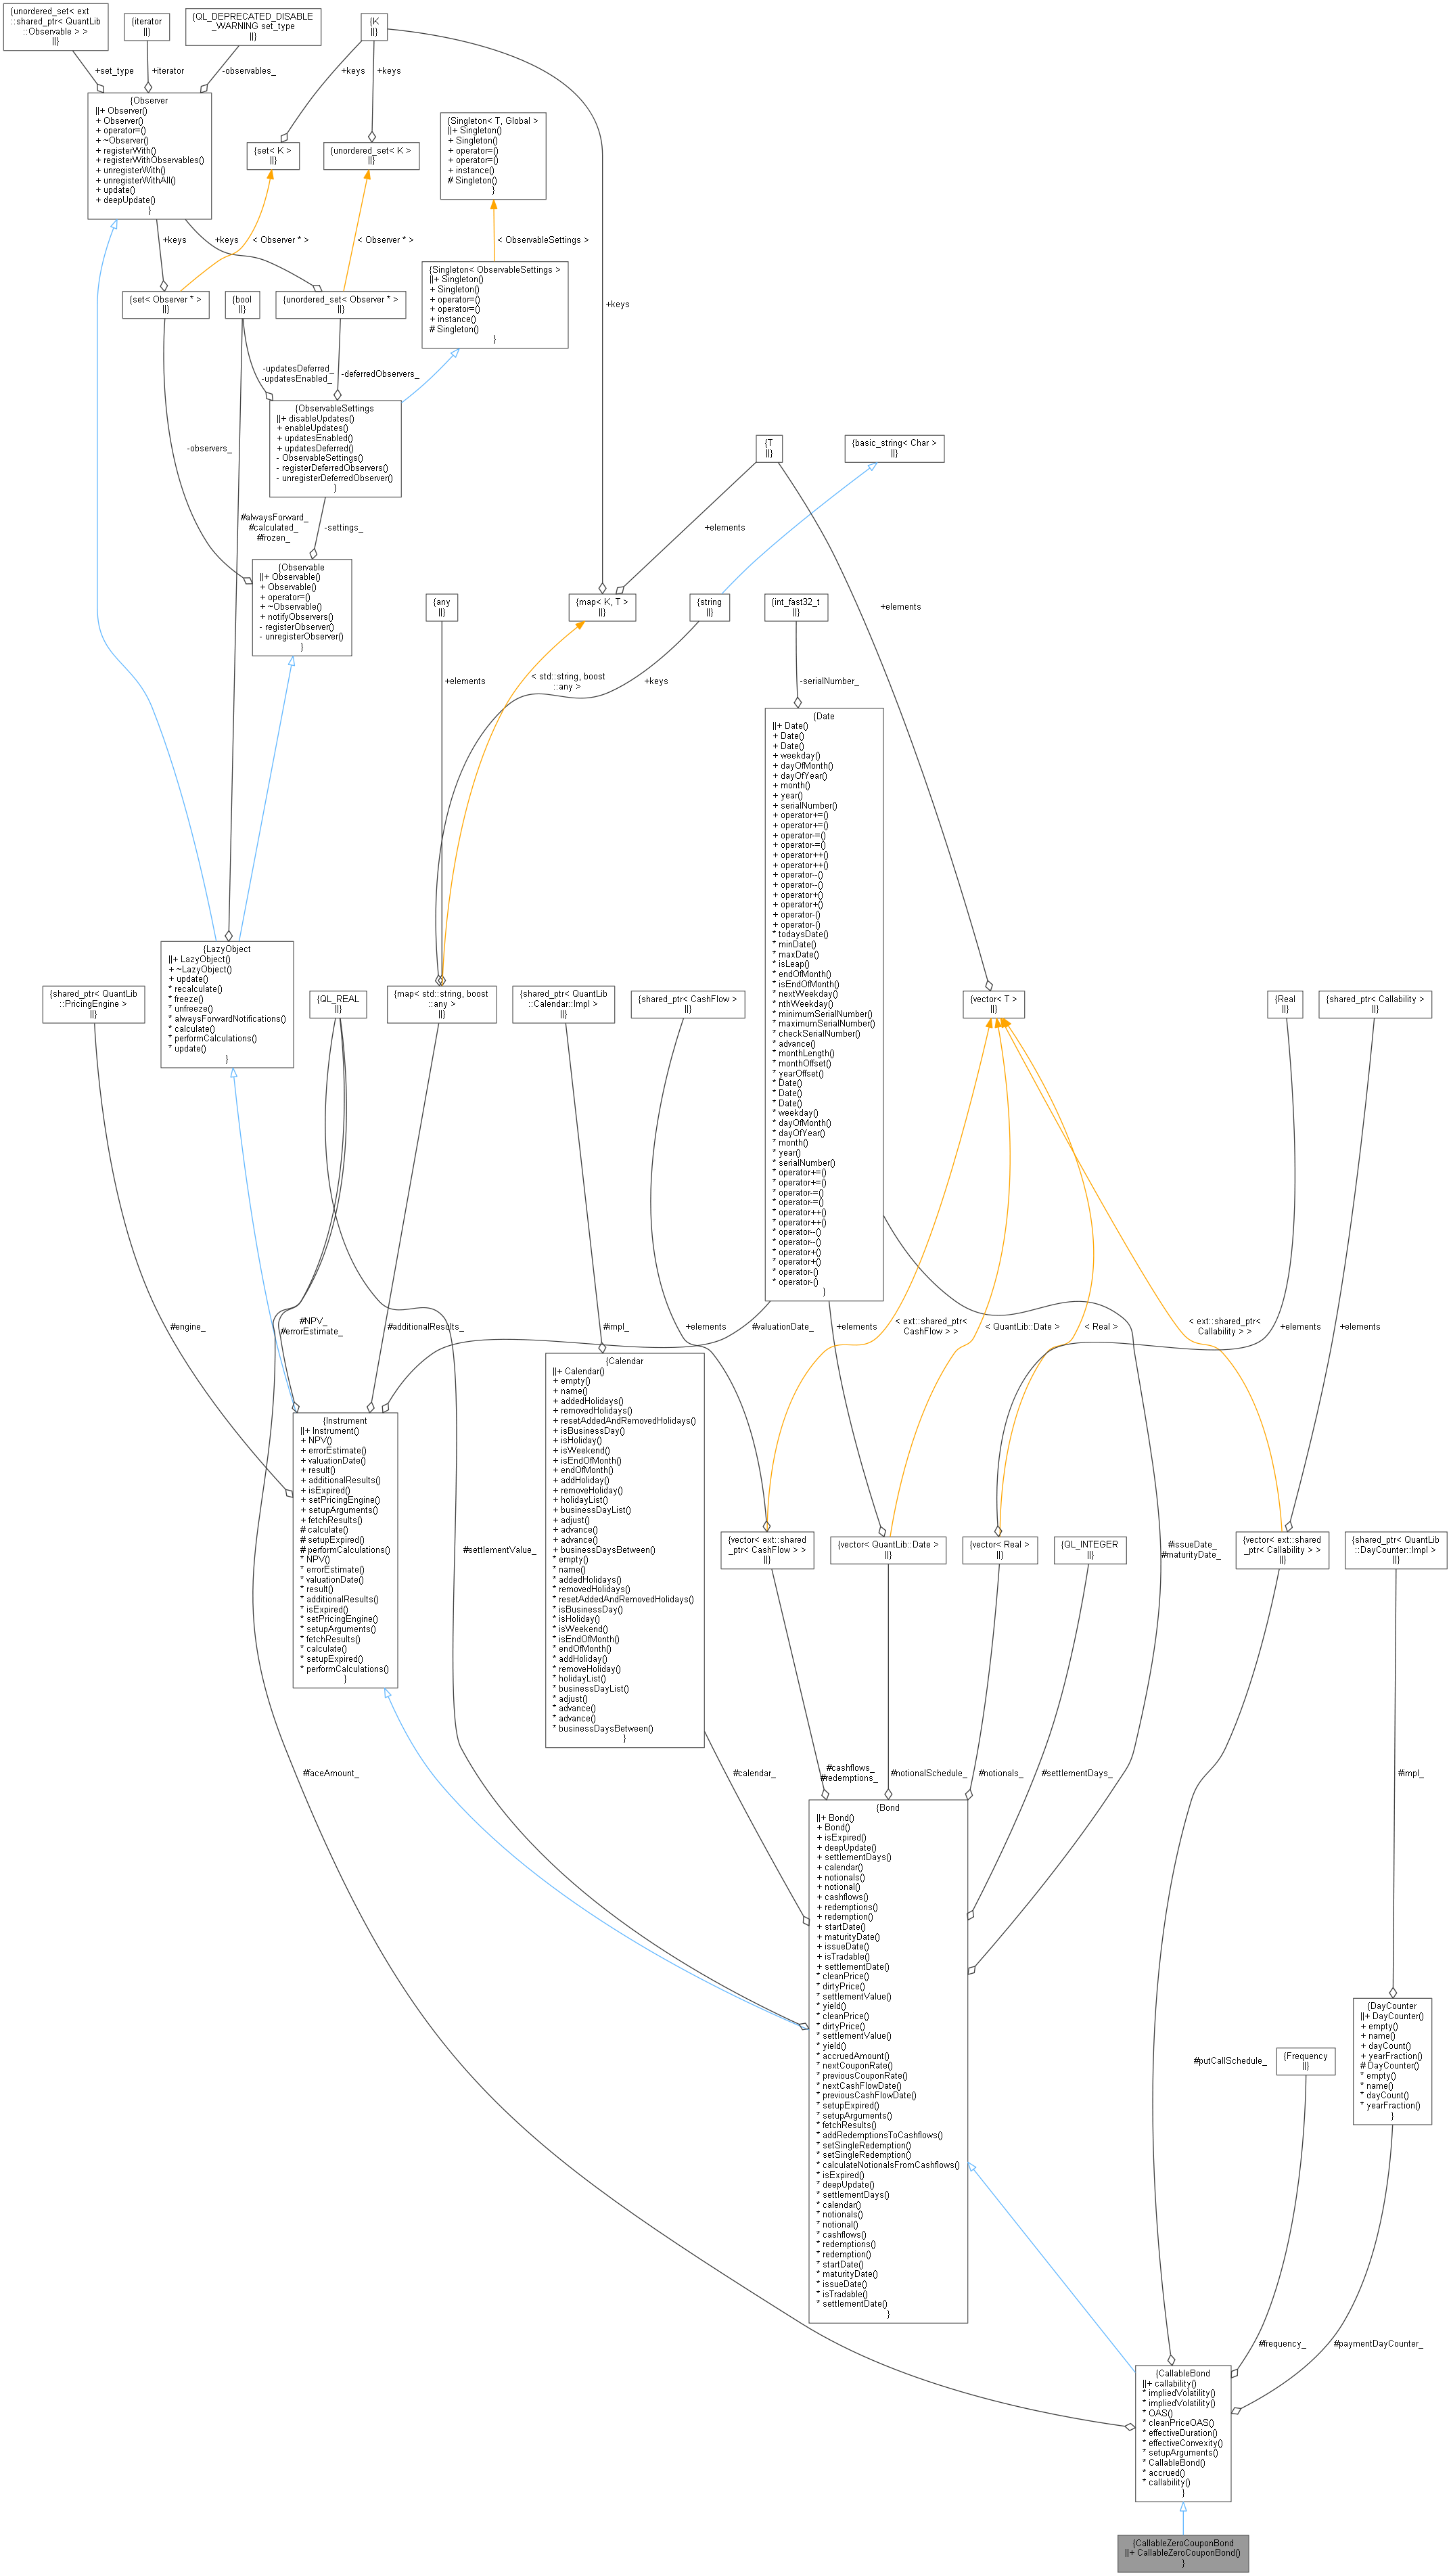 {unordered_set< ext
::shared_ptr< QuantLib
::Observable > >
||}
{iterator
||}
{QL_DEPRECATED_DISABLE
_WARNING set_type
||}
{K
||}
+set_type
+iterator
-observables_
+keys
+keys
{Observer
||+ Observer()
+ Observer()
+ operator=()
+ ~Observer()
+ registerWith()
+ registerWithObservables()
+ unregisterWith()
+ unregisterWithAll()
+ update()
+ deepUpdate()
}
{set< K >
||}
{unordered_set< K >
||}
{Singleton< T, Global >
||+ Singleton()
+ Singleton()
+ operator=()
+ operator=()
+ instance()
# Singleton()
}
+keys
+keys
< Observer * >
< Observer * >
< ObservableSettings >
{set< Observer * >
||}
{bool
||}
{unordered_set< Observer * >
||}
{Singleton< ObservableSettings >
||+ Singleton()
+ Singleton()
+ operator=()
+ operator=()
+ instance()
# Singleton()
}
+keys
-updatesDeferred_
-updatesEnabled_
-deferredObservers_
{ObservableSettings
||+ disableUpdates()
+ enableUpdates()
+ updatesEnabled()
+ updatesDeferred()
- ObservableSettings()
- registerDeferredObservers()
- unregisterDeferredObserver()
}
-observers_
{T
||}
{basic_string< Char >
||}
#alwaysForward_
#calculated_
#frozen_
-settings_
+elements
{Observable
||+ Observable()
+ Observable()
+ operator=()
+ ~Observable()
+ notifyObservers()
- registerObserver()
- unregisterObserver()
}
{any
||}
{map< K, T >
||}
{string
||}
{int_fast32_t
||}
+elements
+elements
< std::string, boost
::any >
+keys
-serialNumber_
{Date
||+ Date()
+ Date()
+ Date()
+ weekday()
+ dayOfMonth()
+ dayOfYear()
+ month()
+ year()
+ serialNumber()
+ operator+=()
+ operator+=()
+ operator-=()
+ operator-=()
+ operator++()
+ operator++()
+ operator--()
+ operator--()
+ operator+()
+ operator+()
+ operator-()
+ operator-()
* todaysDate()
* minDate()
* maxDate()
* isLeap()
* endOfMonth()
* isEndOfMonth()
* nextWeekday()
* nthWeekday()
* minimumSerialNumber()
* maximumSerialNumber()
* checkSerialNumber()
* advance()
* monthLength()
* monthOffset()
* yearOffset()
* Date()
* Date()
* Date()
* weekday()
* dayOfMonth()
* dayOfYear()
* month()
* year()
* serialNumber()
* operator+=()
* operator+=()
* operator-=()
* operator-=()
* operator++()
* operator++()
* operator--()
* operator--()
* operator+()
* operator+()
* operator-()
* operator-()
}
{LazyObject
||+ LazyObject()
+ ~LazyObject()
+ update()
* recalculate()
* freeze()
* unfreeze()
* alwaysForwardNotifications()
* calculate()
* performCalculations()
* update()
}
{shared_ptr< QuantLib
::PricingEngine >
||}
{QL_REAL
||}
{map< std::string, boost
::any >
||}
{shared_ptr< QuantLib
::Calendar::Impl >
||}
{shared_ptr< CashFlow >
||}
{vector< T >
||}
{Real
||}
{shared_ptr< Callability >
||}
#engine_
#NPV_
#errorEstimate_
#additionalResults_
#impl_
+elements
#valuationDate_
+elements
< ext::shared_ptr<
CashFlow > >
< QuantLib::Date >
< Real >
< ext::shared_ptr<
Callability > >
+elements
+elements
{Instrument
||+ Instrument()
+ NPV()
+ errorEstimate()
+ valuationDate()
+ result()
+ additionalResults()
+ isExpired()
+ setPricingEngine()
+ setupArguments()
+ fetchResults()
# calculate()
# setupExpired()
# performCalculations()
* NPV()
* errorEstimate()
* valuationDate()
* result()
* additionalResults()
* isExpired()
* setPricingEngine()
* setupArguments()
* fetchResults()
* calculate()
* setupExpired()
* performCalculations()
}
{Calendar
||+ Calendar()
+ empty()
+ name()
+ addedHolidays()
+ removedHolidays()
+ resetAddedAndRemovedHolidays()
+ isBusinessDay()
+ isHoliday()
+ isWeekend()
+ isEndOfMonth()
+ endOfMonth()
+ addHoliday()
+ removeHoliday()
+ holidayList()
+ businessDayList()
+ adjust()
+ advance()
+ advance()
+ businessDaysBetween()
* empty()
* name()
* addedHolidays()
* removedHolidays()
* resetAddedAndRemovedHolidays()
* isBusinessDay()
* isHoliday()
* isWeekend()
* isEndOfMonth()
* endOfMonth()
* addHoliday()
* removeHoliday()
* holidayList()
* businessDayList()
* adjust()
* advance()
* advance()
* businessDaysBetween()
}
#settlementValue_
{vector< ext::shared
_ptr< CashFlow > >
||}
{vector< QuantLib::Date >
||}
{vector< Real >
||}
{QL_INTEGER
||}
#issueDate_
#maturityDate_
{vector< ext::shared
_ptr< Callability > >
||}
{shared_ptr< QuantLib
::DayCounter::Impl >
||}
#faceAmount_
#calendar_
#cashflows_
#redemptions_
#notionalSchedule_
#notionals_
#settlementDays_
#impl_
{Bond
||+ Bond()
+ Bond()
+ isExpired()
+ deepUpdate()
+ settlementDays()
+ calendar()
+ notionals()
+ notional()
+ cashflows()
+ redemptions()
+ redemption()
+ startDate()
+ maturityDate()
+ issueDate()
+ isTradable()
+ settlementDate()
* cleanPrice()
* dirtyPrice()
* settlementValue()
* yield()
* cleanPrice()
* dirtyPrice()
* settlementValue()
* yield()
* accruedAmount()
* nextCouponRate()
* previousCouponRate()
* nextCashFlowDate()
* previousCashFlowDate()
* setupExpired()
* setupArguments()
* fetchResults()
* addRedemptionsToCashflows()
* setSingleRedemption()
* setSingleRedemption()
* calculateNotionalsFromCashflows()
* isExpired()
* deepUpdate()
* settlementDays()
* calendar()
* notionals()
* notional()
* cashflows()
* redemptions()
* redemption()
* startDate()
* maturityDate()
* issueDate()
* isTradable()
* settlementDate()
}
#putCallSchedule_
{Frequency
||}
{DayCounter
||+ DayCounter()
+ empty()
+ name()
+ dayCount()
+ yearFraction()
# DayCounter()
* empty()
* name()
* dayCount()
* yearFraction()
}
#frequency_
#paymentDayCounter_
{CallableBond
||+ callability()
* impliedVolatility()
* impliedVolatility()
* OAS()
* cleanPriceOAS()
* effectiveDuration()
* effectiveConvexity()
* setupArguments()
* CallableBond()
* accrued()
* callability()
}
{CallableZeroCouponBond
||+ CallableZeroCouponBond()
}